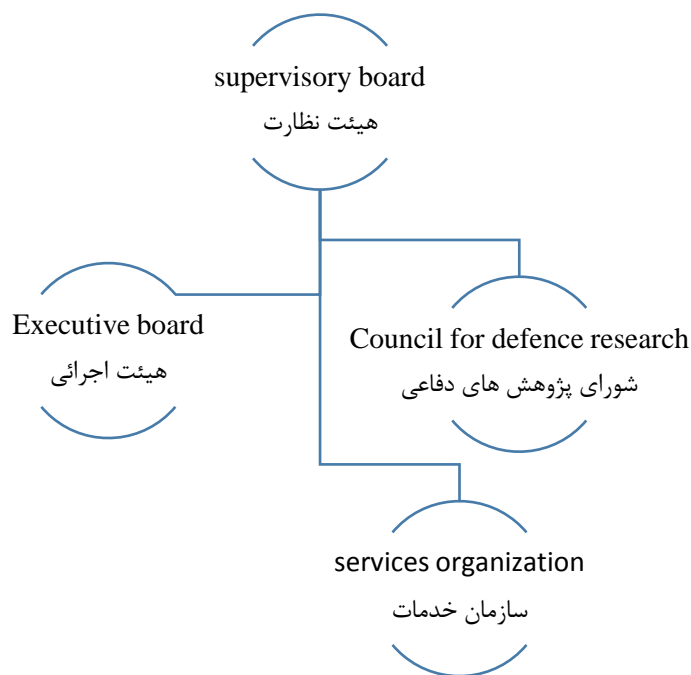 supervisory board
هیئت نظارت
Executive board
هیئت اجرائی
Council for defence research
شورای پژوهش های دفاعی
services organization
سازمان خدمات